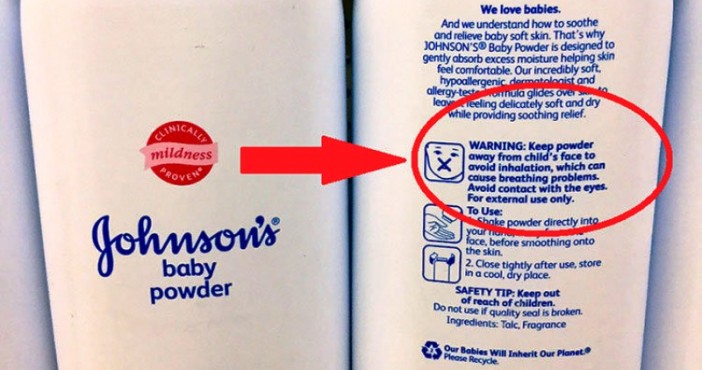 CLINICALLY
mildness
PROVEN®
Johnson's®
baby
powder
We love babies.
And we understand how to soothe
and relieve baby soft skin. That's why
JOHNSON'S® Baby Powder is designed to
gently absorb excess moisture helping skin
feel comfortable. Our incredibly soft,
hypoallergenic, dermatologist and
allergy-tested formula glides over skin to
leave feeling delicately soft and dry
while providing soothing relief.
WARNING: Keep powder
away from child's face to
avoid inhalation, which can
cause breathing problems.
Avoid contact with the eyes.
For external use only.
To Use:
1. Shake powder directly into
your hand, away from the
face, before smoothing onto
the skin.
2. Close tightly after use, store
in a cool, dry place.
SAFETY TIP: Keep out
of reach of children.
Do not use if quality seal is broken.
Ingredients: Talc, Fragrance
Our Babies Will Inherit Our Planet.®
Please Recycle.